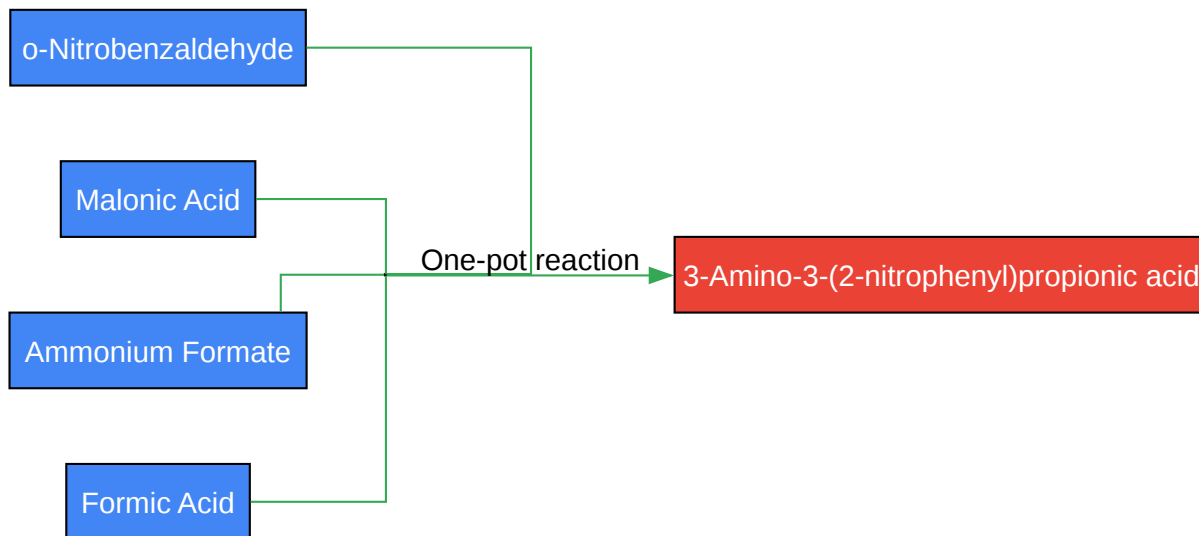 o-Nitrobenzaldehyde
Malonic Acid
One-pot reaction
3-Amino-3-(2-nitrophenyl)propionic acid
Ammonium Formate
Formic Acid